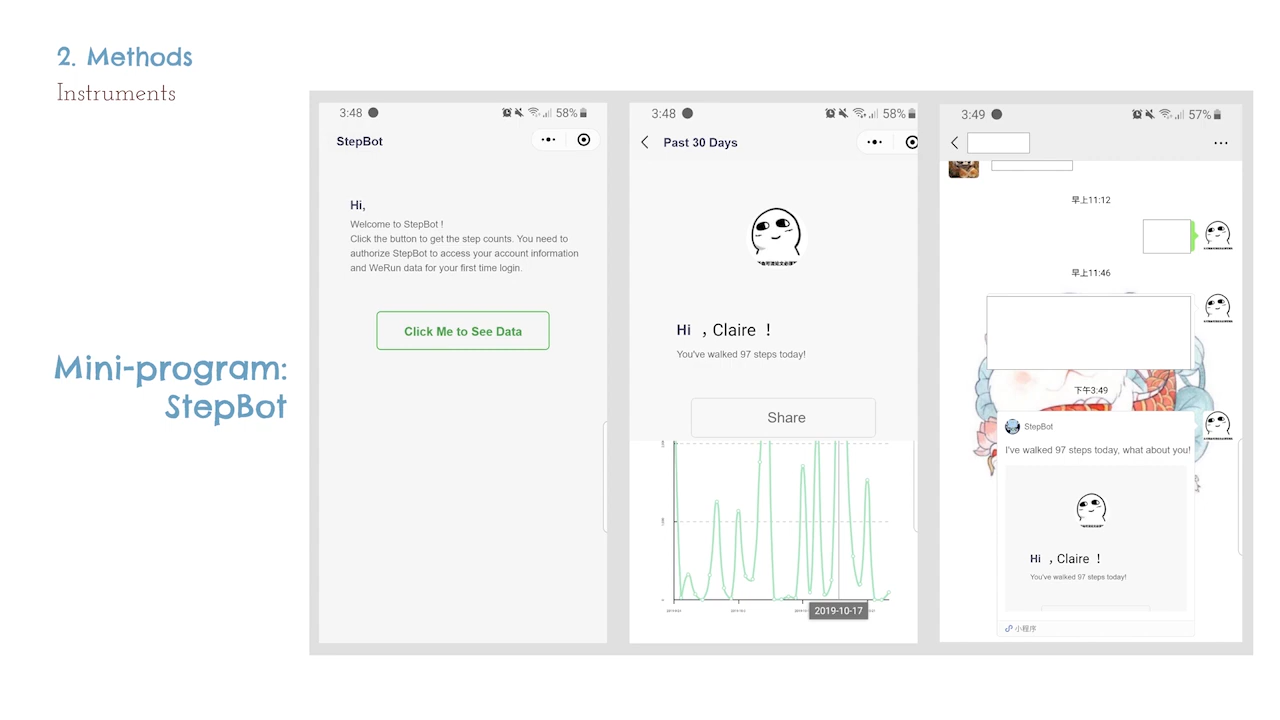 2. Methods
Instruments
Mini-program:
StepBot
3:48
58%
StepBot
Hi,
Welcome to StepBot !
Click the button to get the step counts. You need to
authorize StepBot to access your account information
and WeRun data for your first time login.
Click Me to See Data
3:48
58%
Past 30 Days
Hi ，Claire ！
You've walked 97 steps today!
Share
2019-10-17
3:49
57%
早上11:12
早上11:46
下午3:49
StepBot
I've walked 97 steps today, what about you!
Hi ，Claire ！
You've walked 97 steps today!
小程序